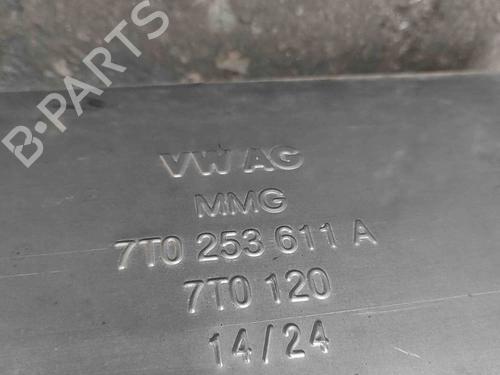 B-PARTS
VW AG
MMG
7T0 253 611 A
7T0 120
14/24